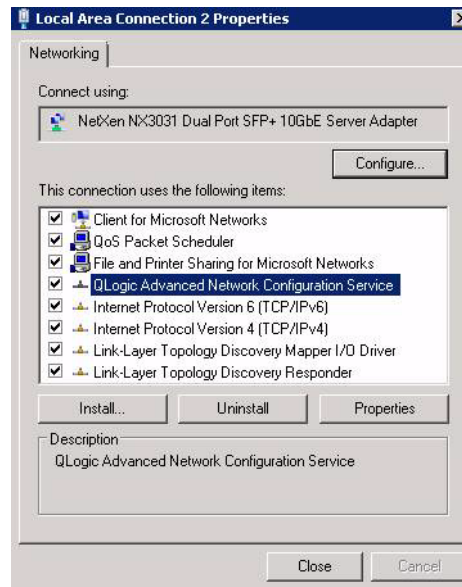 Local Area Connection 2 Properties
Networking
Connect using:
NetXen NX3031 Dual Port SFP+ 10GbE Server Adapter
Configure...
This connection uses the following items:
Client for Microsoft Networks
QoS Packet Scheduler
File and Printer Sharing for Microsoft Networks
QLogic Advanced Network Configuration Service
Internet Protocol Version 6 (TCP/IPv6)
Internet Protocol Version 4 (TCP/IPv4)
Link-Layer Topology Discovery Mapper I/O Driver
Link-Layer Topology Discovery Responder
Install... Uninstall Properties
Description
QLogic Advanced Network Configuration Service
Close Cancel